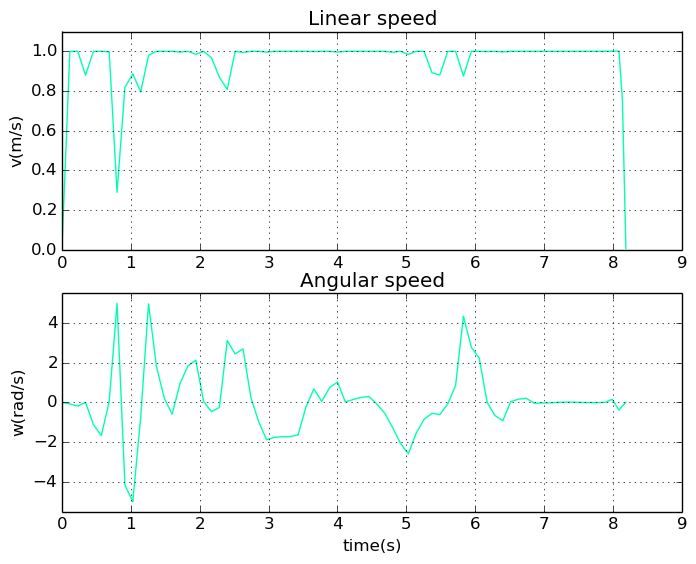 Linear speed
1.0
0.8
0.6
0.4
0.2
0.0
v(m/s)
0 1 2 3 4 5 6 7 8 9
Angular speed
4
2
0
−2
−4
w(rad/s)
0 1 2 3 4 5 6 7 8 9
time(s)